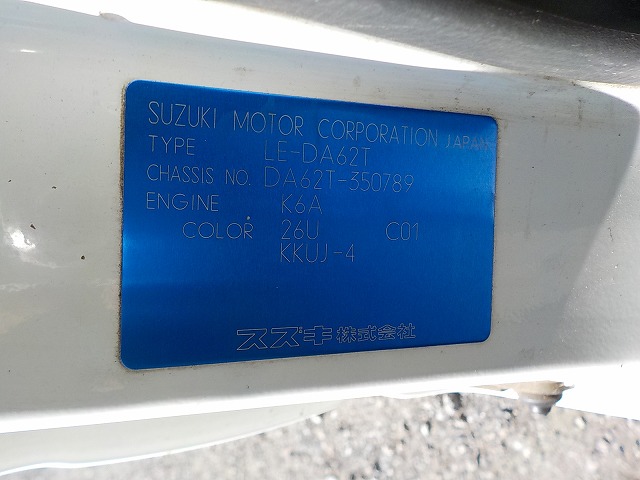 SUZUKI MOTOR CORPORATION JAPAN
TYPE LE-DA62T
CHASSIS NO. DA62T-350789
ENGINE K6A
COLOR 26U C01
KKUJ-4
スズキ株式会社